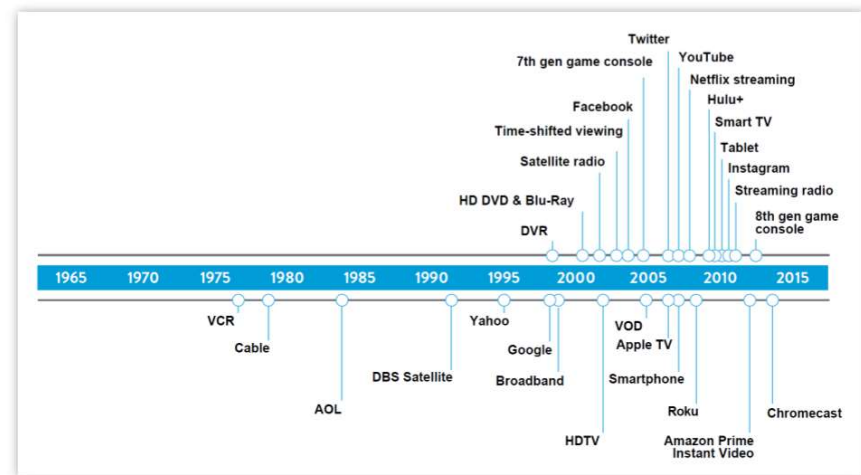 Twitter
7th gen game console
YouTube
Netflix streaming
Facebook
Hulu+
Time-shifted viewing
Smart TV
Tablet
Satellite radio
Instagram
HD DVD & Blu-Ray
Streaming radio
DVR
8th gen game
console
1965 1970 1975 1980 1985 1990 1995 2000 2005 2010 2015
VCR
Yahoo
VOD
Cable
Google
Apple TV
DBS Satellite
Broadband
Smartphone
AOL
Roku
Chromecast
HDTV
Amazon Prime
Instant Video